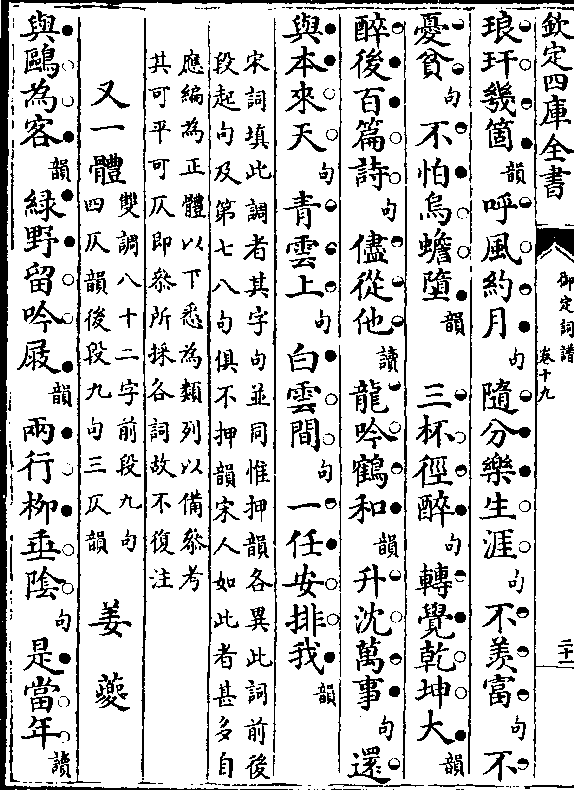 欽定四庫全書
御定詞譜
卷十九
二十一
琅玕幾箇韻呼風約月句隨分樂生涯句不羨富句不
憂貧句不怕烏蟾墮韻 三杯徑醉句轉覺乾坤大韻
醉後百篇詩句儘從他讀龍吟鶴和韻升沈萬事句還
與本來天句青雲上句白雲間句一任安排我韻
宋詞填此調者其字句並同惟押韻各異此詞前後
段起句及第七八句俱不押韻宋人如此者甚多自
應編為正體以下悉為類列以備參考
其可平可仄即參所採各詞故不復注
又一體 雙調八十二字前段九句
四仄韻後段九句三仄韻 姜夔
與鷗為客韻綠野留吟屐韻兩行柳垂陰句是當年讀